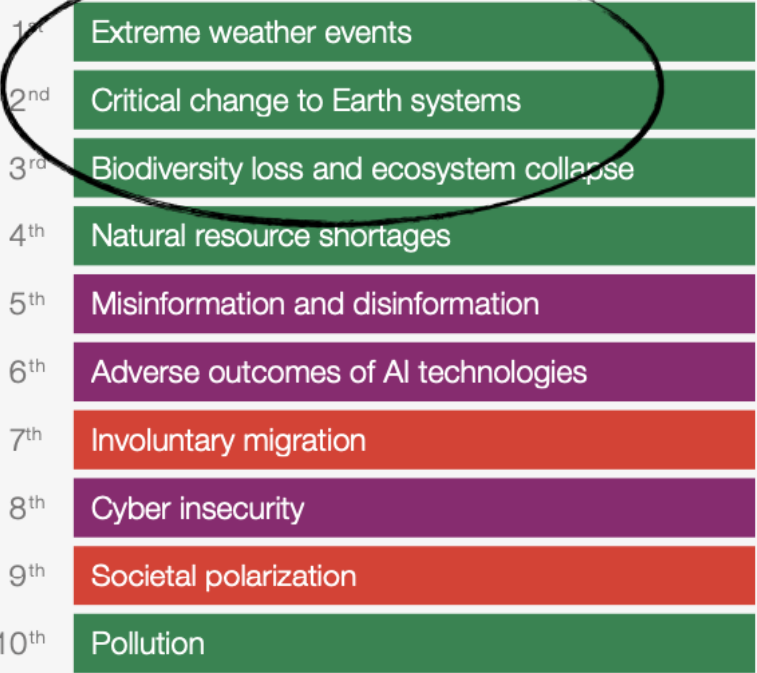 1st Extreme weather events
2nd Critical change to Earth systems
3rd Biodiversity loss and ecosystem collapse
4th Natural resource shortages
5th Misinformation and disinformation
6th Adverse outcomes of AI technologies
7th Involuntary migration
8th Cyber insecurity
9th Societal polarization
10th Pollution